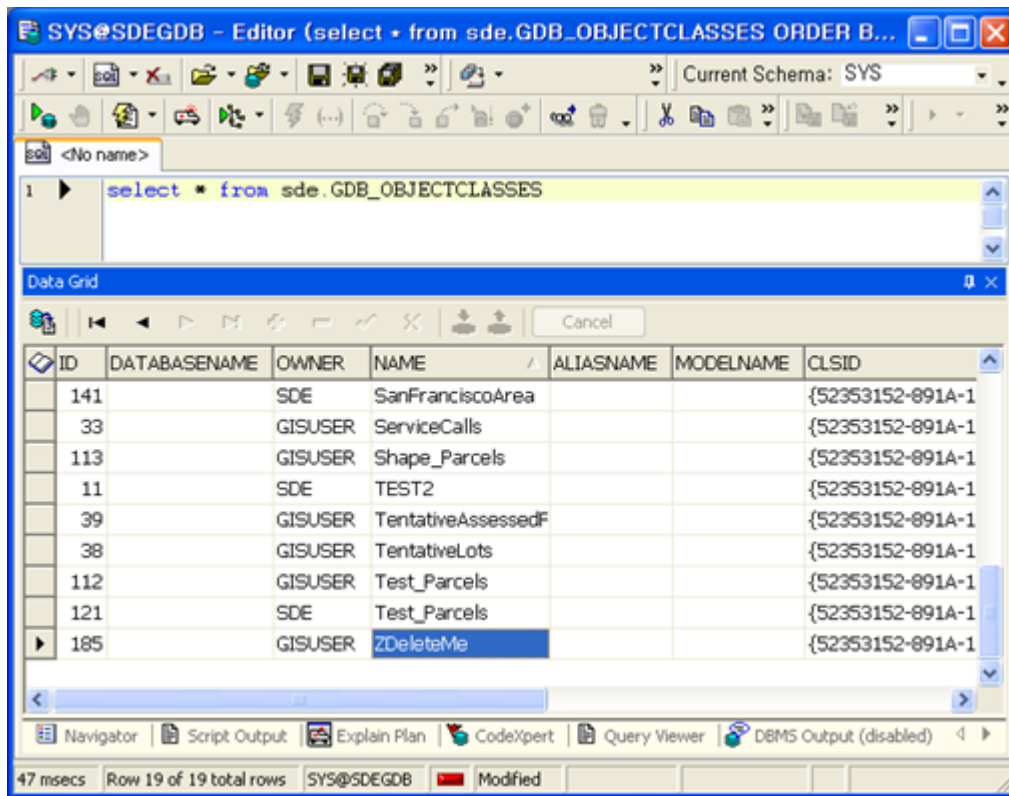 SYS@SDEGDB - Editor (select * from sde.GDB_OBJECTCLASSES ORDER B...
Current Schema: SYS
<No name>
1 select * from sde.GDB_OBJECTCLASSES
Data Grid
Cancel
ID DATABASENAME OWNER NAME ALIASNAME MODELNAME CLSID
141 SDE SanFranciscoArea {52353152-891A-1
33 GISUSER ServiceCalls {52353152-891A-1
113 GISUSER Shape_Parcels {52353152-891A-1
11 SDE TEST2 {52353152-891A-1
39 GISUSER TentativeAssessedF {52353152-891A-1
38 GISUSER TentativeLots {52353152-891A-1
112 GISUSER Test_Parcels {52353152-891A-1
121 SDE Test_Parcels {52353152-891A-1
185 GISUSER ZDeleteMe {52353152-891A-1
Navigator Script Output Explain Plan CodeXpert Query Viewer DBMS Output (disabled)
47 msecs Row 19 of 19 total rows SYS@SDEGDB Modified